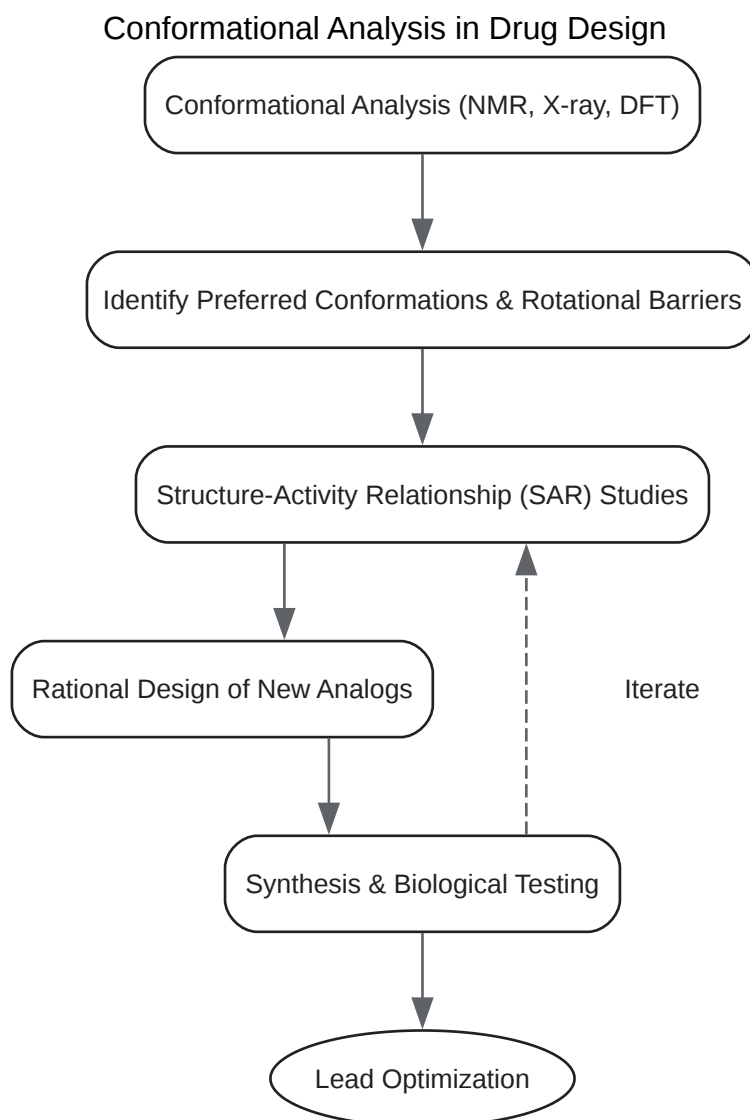 Conformational Analysis in Drug Design
Conformational Analysis (NMR, X-ray, DFT)
Identify Preferred Conformations & Rotational Barriers
Structure-Activity Relationship (SAR) Studies
Rational Design of New Analogs
Iterate
Synthesis & Biological Testing
Lead Optimization